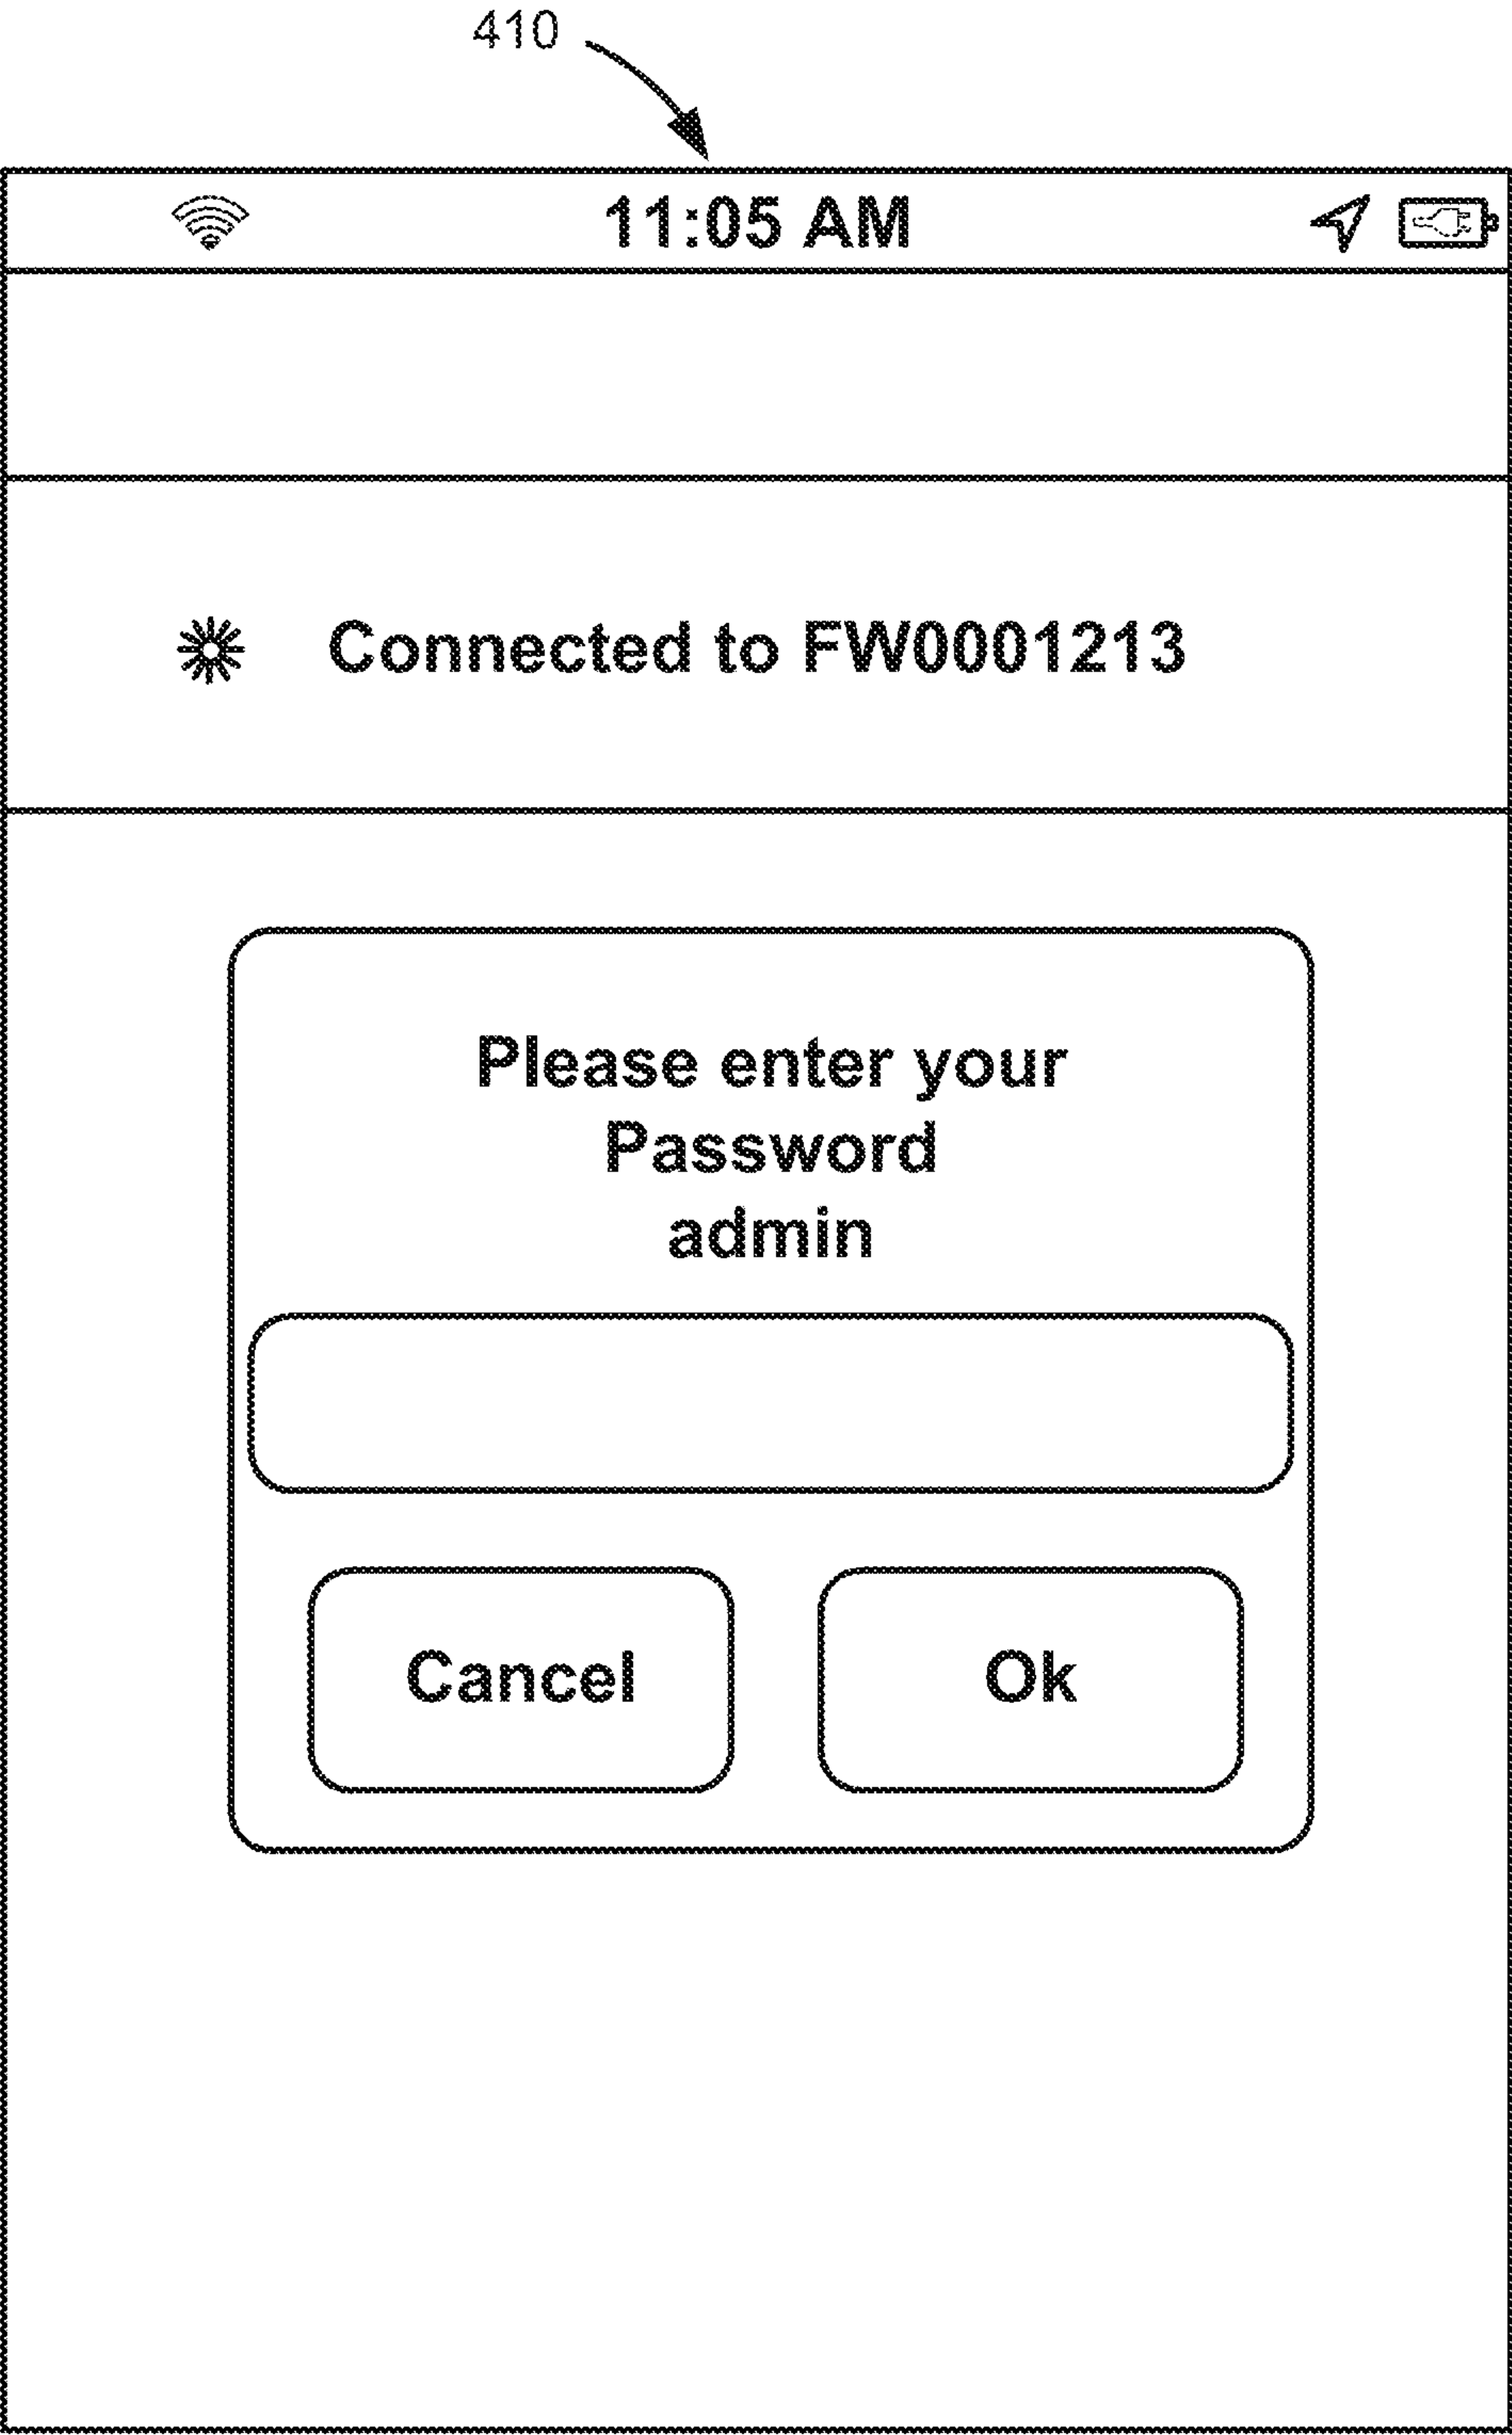 410
11:05 AM
Connected to FW0001213
Please enter your
Password
admin
Cancel
Ok